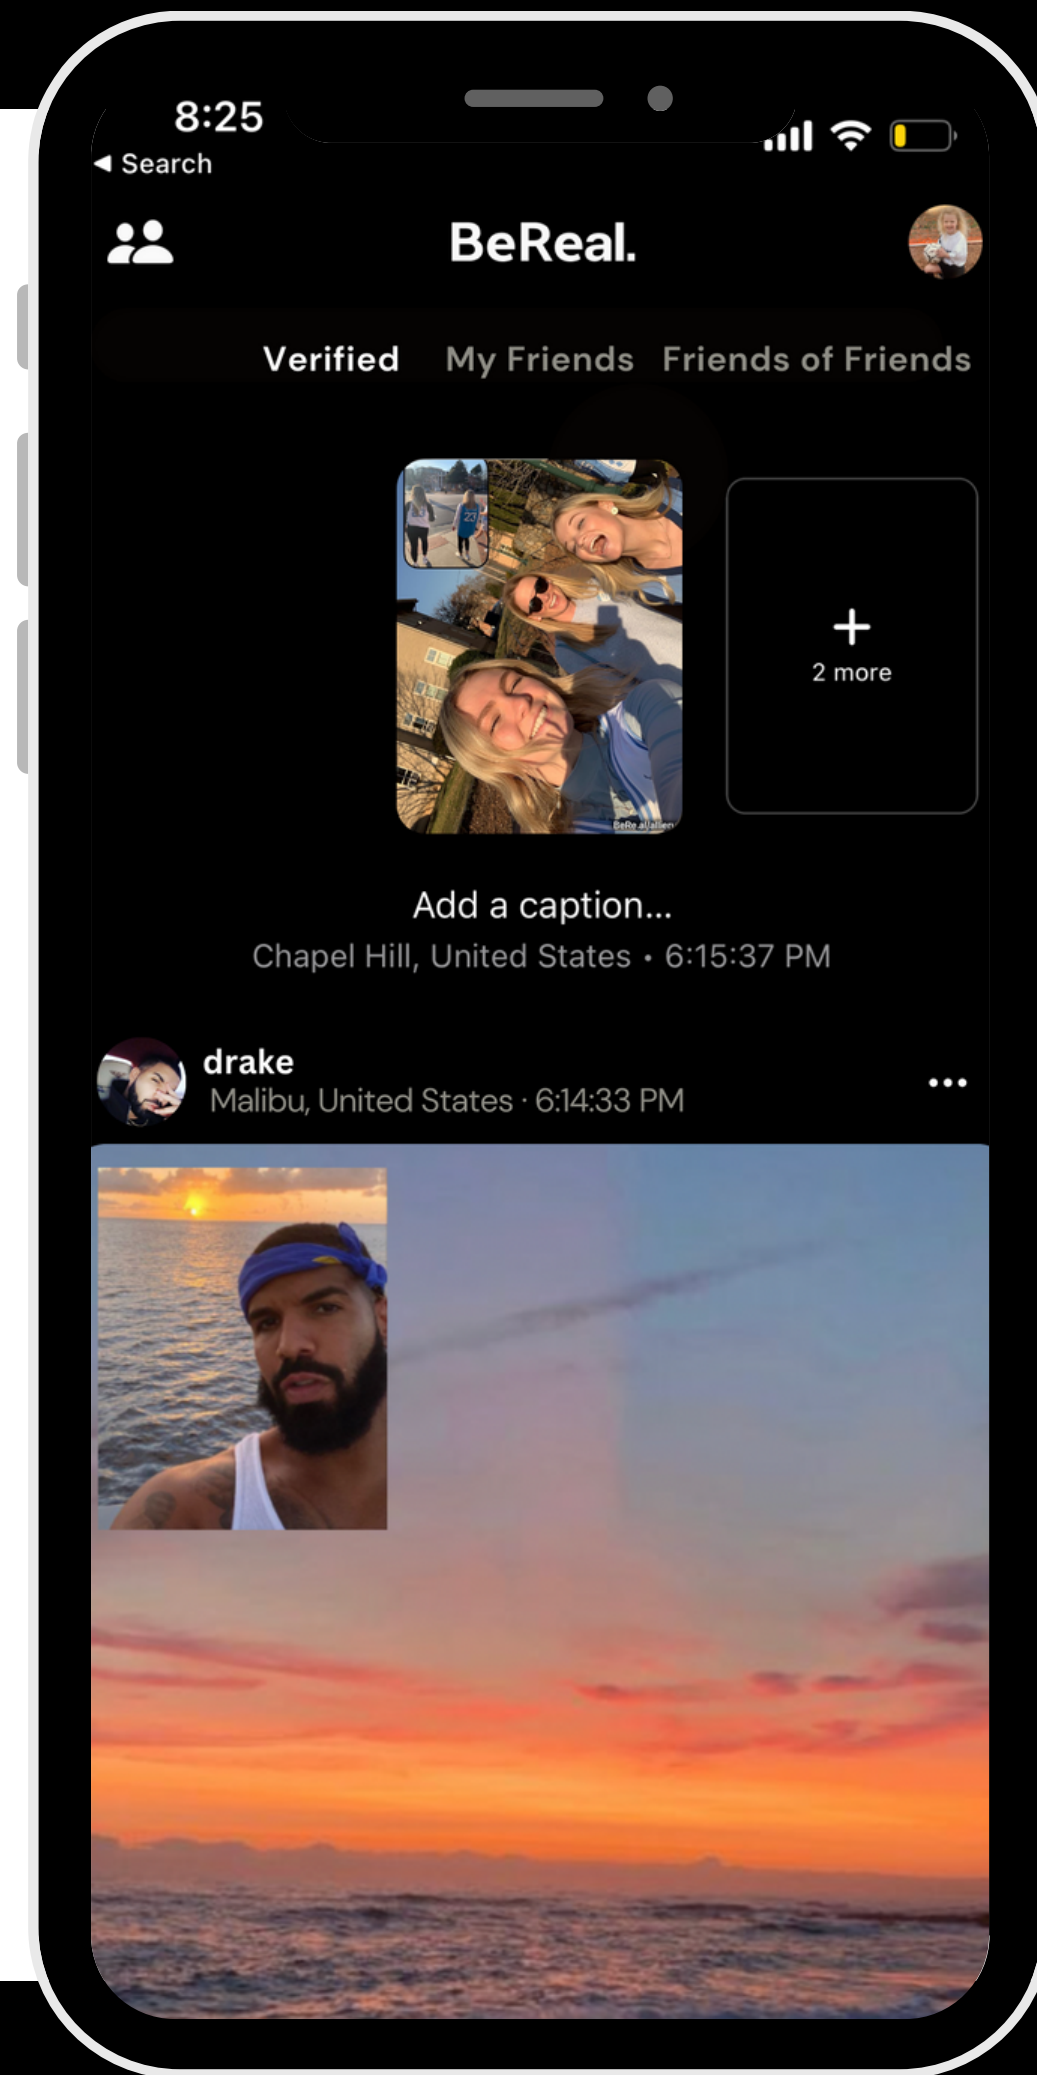 8:25
◀ Search
BeReal.
Verified My Friends Friends of Friends
23
2 more
Add a caption...
Chapel Hill, United States • 6:15:37 PM
drake
Malibu, United States · 6:14:33 PM